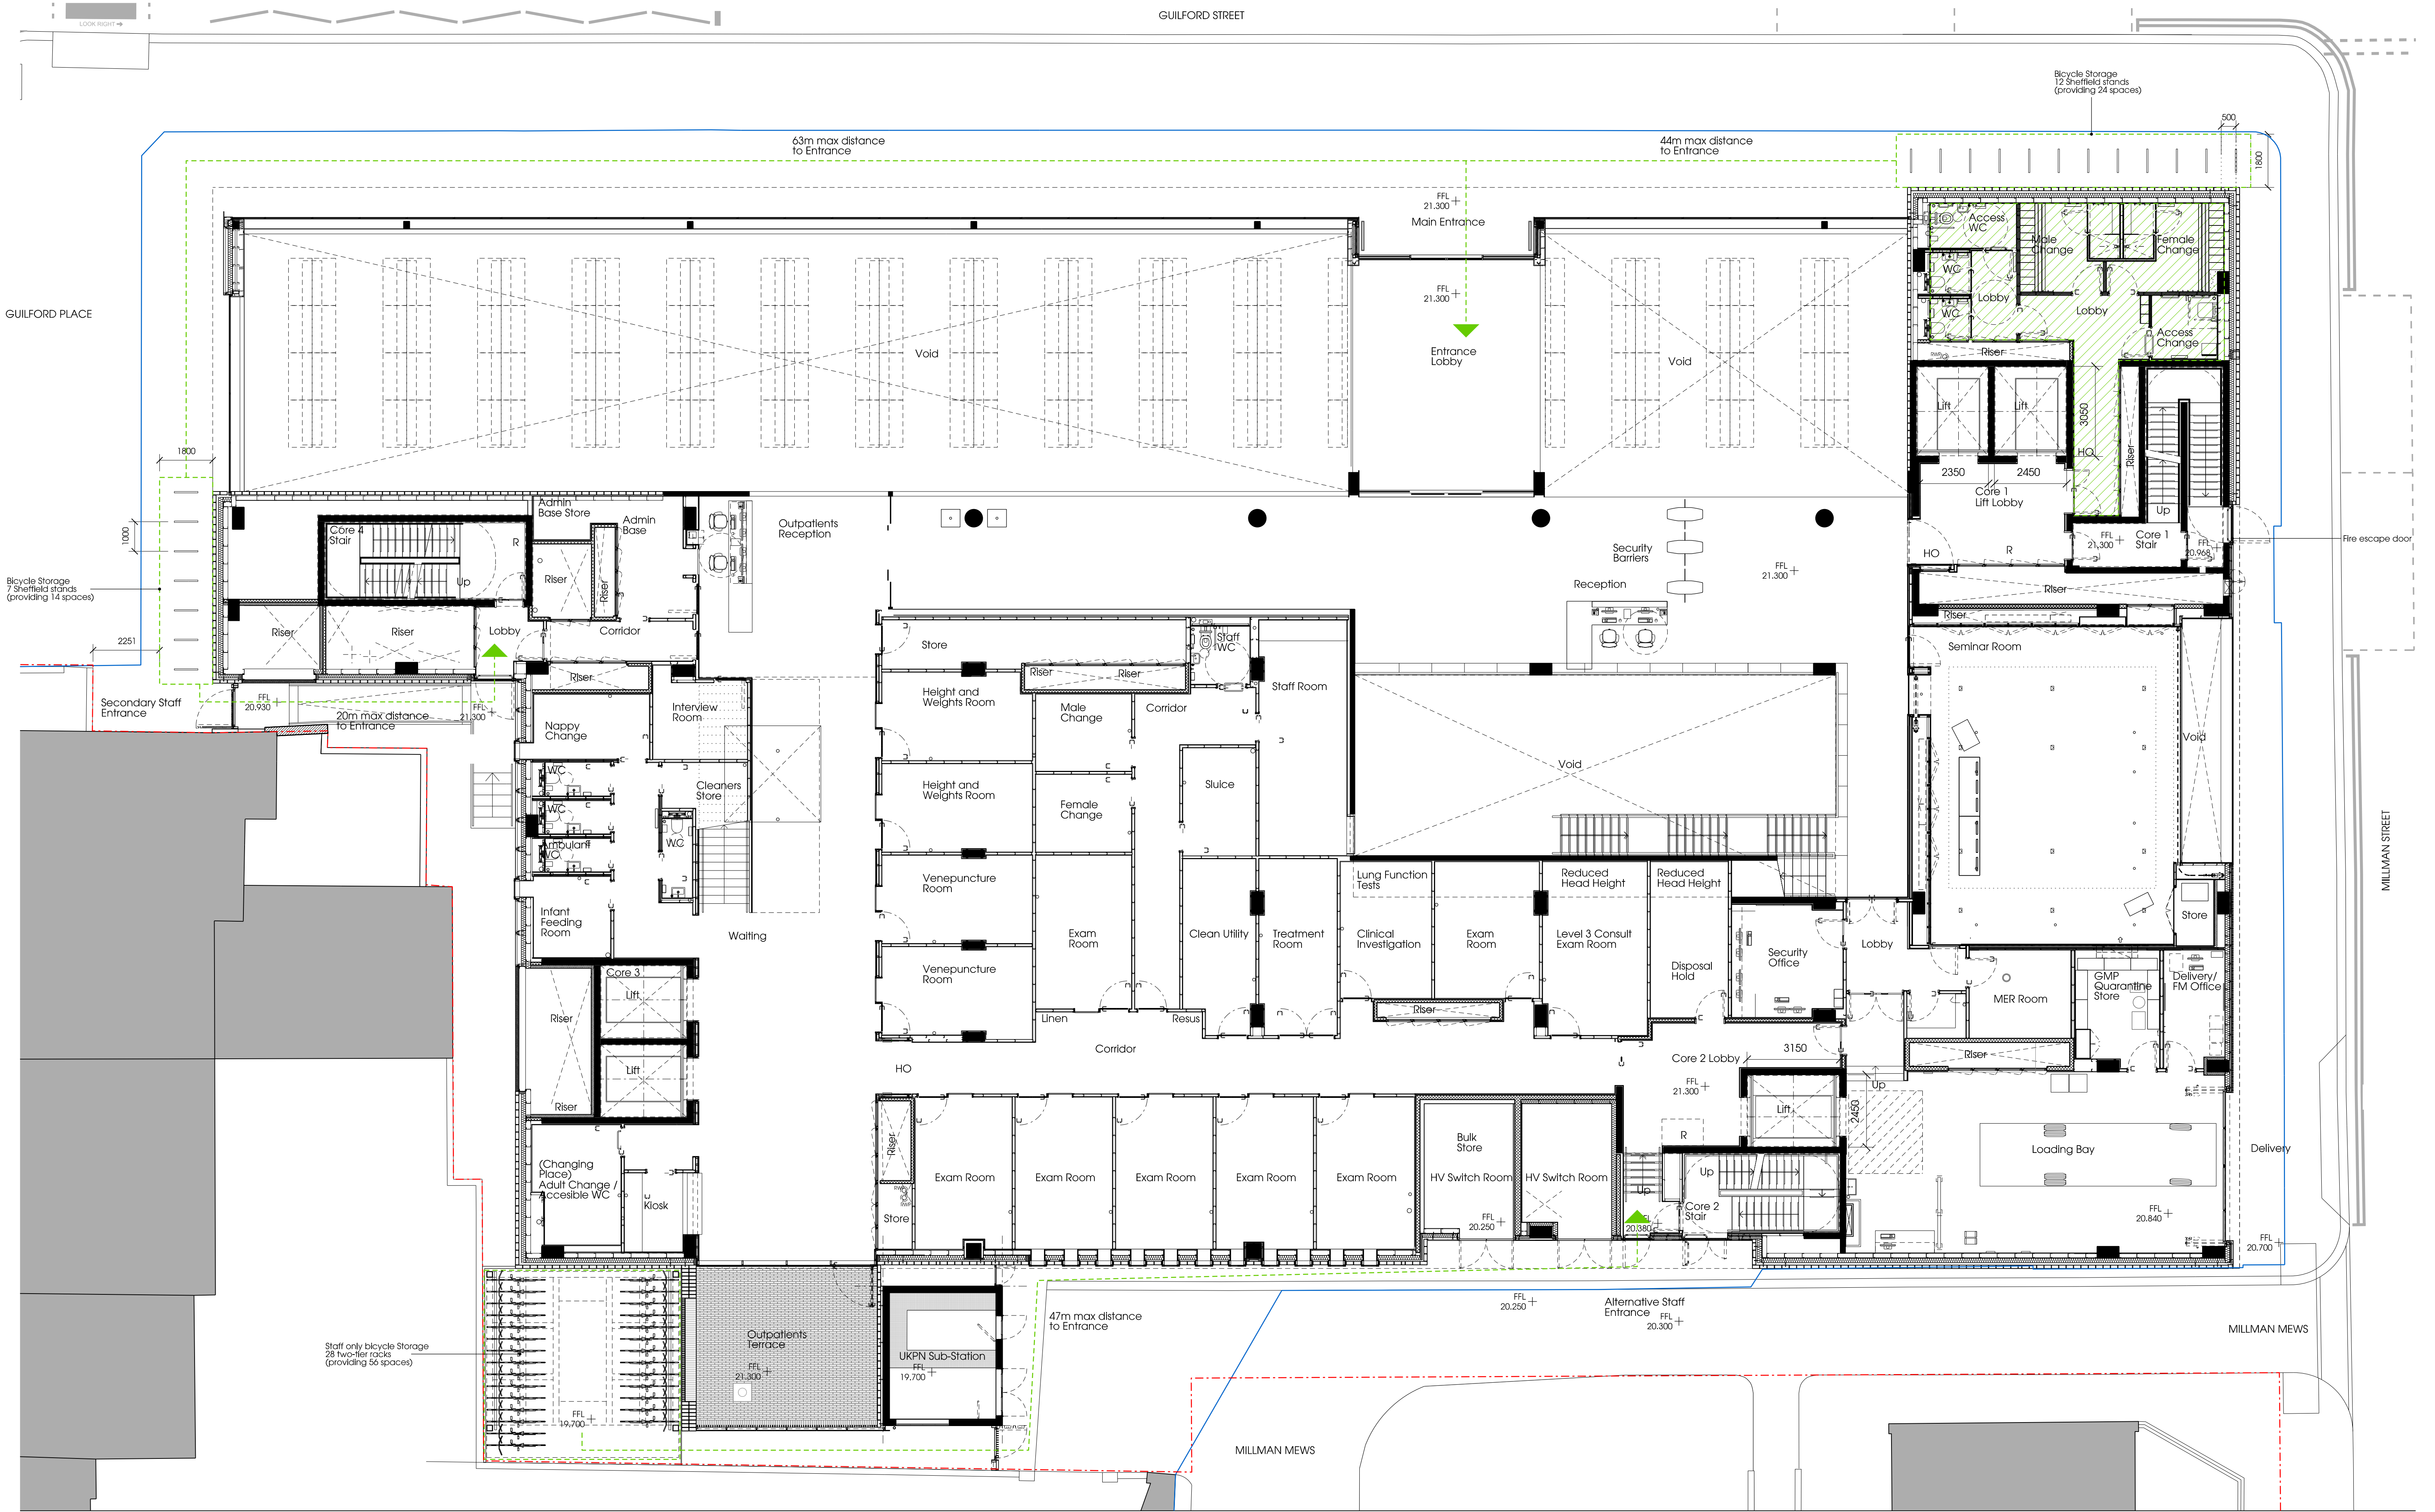 LOOK RIGHT
GUILFORD STREET
Bicycle Storage
12 Sheffield stands
(providing 24 spaces)
500
1800
63m max distance
to Entrance
44m max distance
to Entrance
FFL
21.300
Main Entrance
FFL
21.300
Entrance
Lobby
Void
Void
GUILFORD PLACE
Access
WC
Male
Change
Female
Change
WC
Lobby
WC
Lobby
Access
Change
RWP
Riser
Lift
Lift
3050
HO
Riser
2350
2450
Core 1
Lift Lobby
Up
HO
R
FFL
21.300
Core 1
Stair
FFL
20.968
Fire escape door
Riser
Riser
1800
1000
Bicycle Storage
7 Sheffield stands
(providing 14 spaces)
2251
Core 4
Stair
R
Up
Admin
Base Store
Admin
Base
Riser
Riser
Outpatients
Reception
Security
Barriers
Reception
FFL
21.300
Riser
Riser
Lobby
Corridor
Riser
Secondary Staff
Entrance
FFL
20.930
20m max distance
to Entrance
FFL
21.300
Nappy
Change
Interview
Room
WC
WC
Ambulant
WC
Cleaners
Store
WC
Infant
Feeding
Room
Waiting
Core 3
Lift
Lift
Riser
Riser
(Changing
Place)
Adult Change /
Accesible WC
Kiosk
Store
Staff
WC
Riser
Riser
Staff Room
Height and
Weights Room
Male
Change
Corridor
Height and
Weights Room
Female
Change
Sluice
Venepuncture
Room
Venepuncture
Room
Exam
Room
Clean Utility
Treatment
Room
Lung Function
Tests
Clinical
Investigation
Exam
Room
Reduced
Head Height
Level 3 Consult
Exam Room
Reduced
Head Height
Disposal
Hold
Void
Security
Office
Lobby
Seminar Room
Void
Store
MER Room
GMP
Quarantine
Store
Delivery/
FM Office
MILLMAN STREET
Linen
Resus
Riser
Corridor
HO
Core 2 Lobby
3150
FFL
21.300
Riser
Up
Lift
2450
R
Riser
RWP
RWP
Store
Exam Room
Exam Room
Exam Room
Exam Room
Exam Room
Bulk
Store
HV Switch Room
FFL
20.250
HV Switch Room
Up
FFL
20.380
Up
Core 2
Stair
Loading Bay
Delivery
FFL
20.840
FFL
20.700
Staff only bicycle Storage
28 two-tier racks
(providing 56 spaces)
FFL
19.700
Outpatients
Terrace
FFL
21.300
UKPN Sub-Station
FFL
19.700
47m max distance
to Entrance
FFL
20.250
Alternative Staff
Entrance
FFL
20.300
MILLMAN MEWS
MILLMAN MEWS